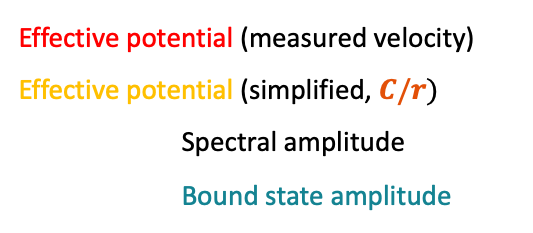 Effective potential (measured velocity)
Effective potential (simplified, C/r)
Spectral amplitude
Bound state amplitude